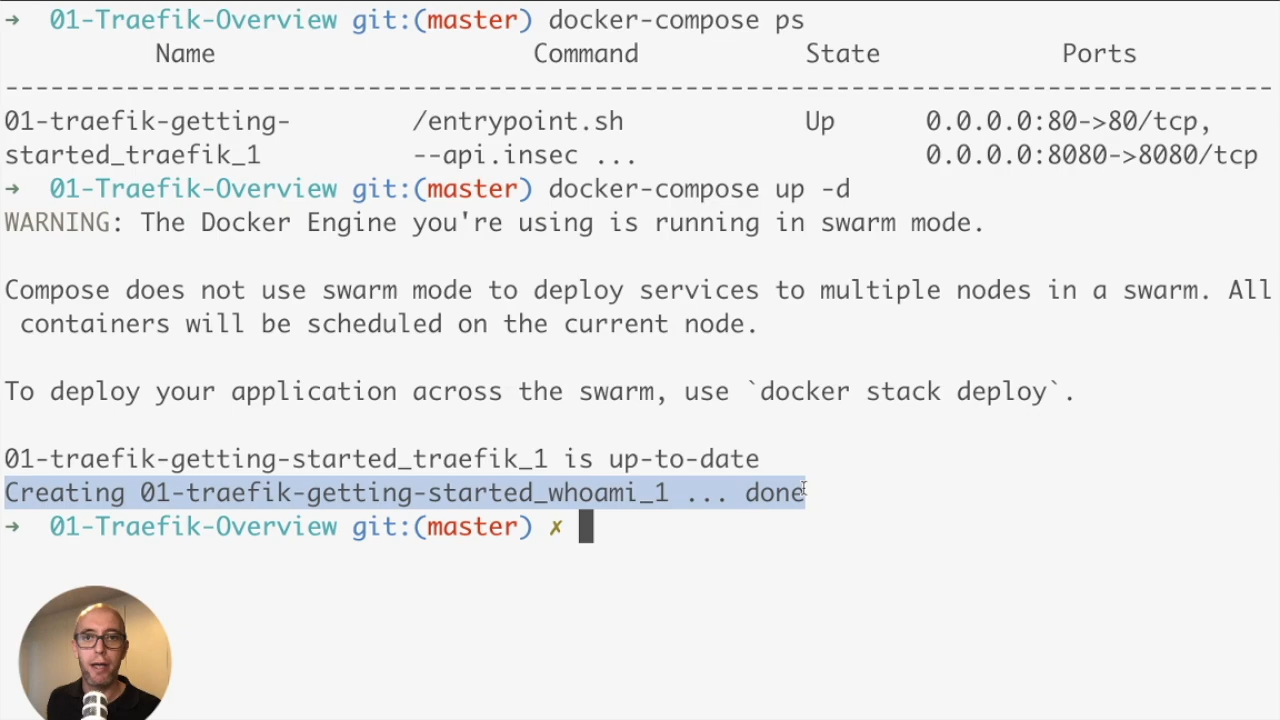 ➜  01-Traefik-Overview git:(master) docker-compose ps
Name Command State Ports
------------------------------------------------------------------------------------
01-traefik-getting- /entrypoint.sh Up 0.0.0.0:80->80/tcp,
started_traefik_1 --api.insec ... 0.0.0.0:8080->8080/tcp
➜  01-Traefik-Overview git:(master) docker-compose up -d
WARNING: The Docker Engine you're using is running in swarm mode.
Compose does not use swarm mode to deploy services to multiple nodes in a swarm. All
containers will be scheduled on the current node.
To deploy your application across the swarm, use `docker stack deploy`.
01-traefik-getting-started_traefik_1 is up-to-date
Creating 01-traefik-getting-started_whoami_1 ... done
➜  01-Traefik-Overview git:(master) ✗